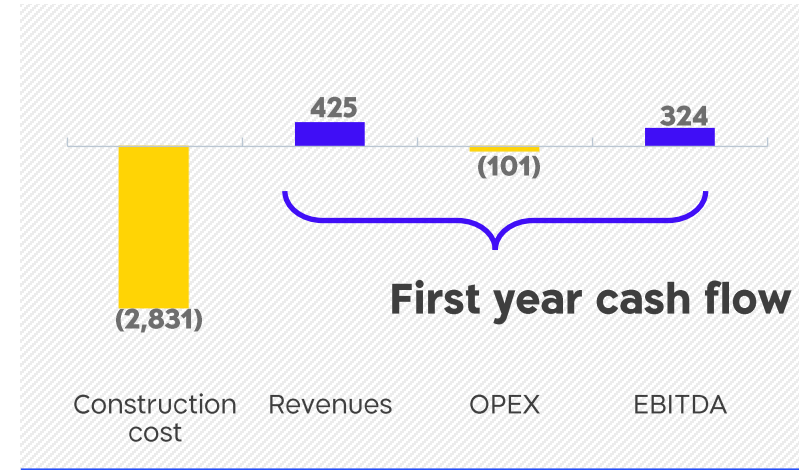 425
324
(101)
(2,831)
First year cash flow
Construction cost
Revenues
OPEX
EBITDA